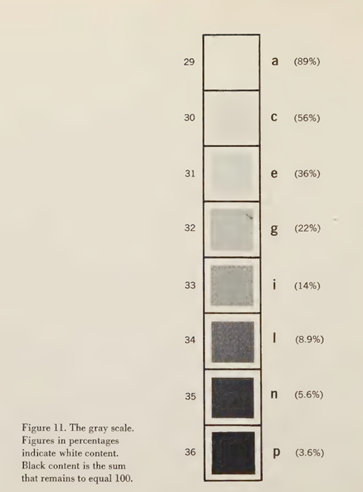 29 a (89%)
30 c (56%)
31 e (36%)
32 g (22%)
33 i (14%)
34 l (8.9%)
35 n (5.6%)
36 p (3.6%)
Figure 11. The gray scale.
Figures in percentages
indicate white content.
Black content is the sum
that remains to equal 100.